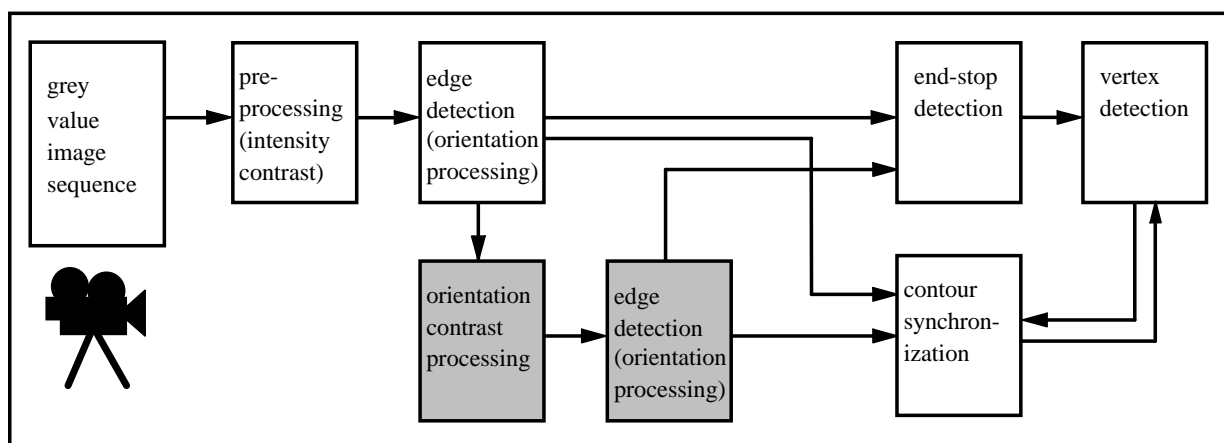 grey
value
image
sequence
pre-
processing
(intensity
contrast)
edge
detection
(orientation
processing)
end-stop
detection
vertex
detection
orientation
contrast
processing
edge
detection
(orientation
processing)
contour
synchron-
ization